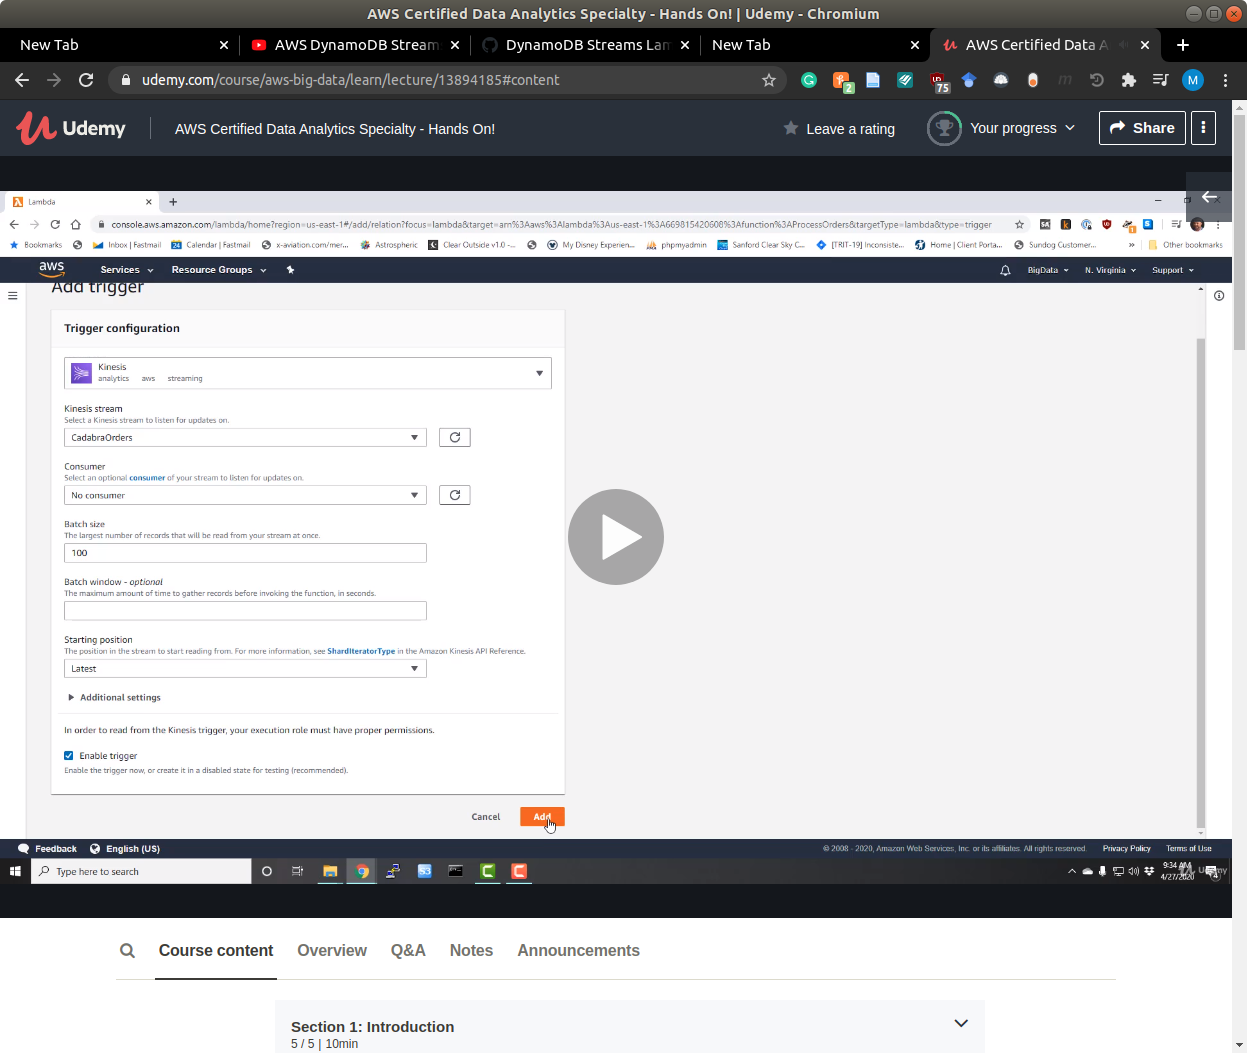 AWS Certified Data Analytics Specialty - Hands On! | Udemy - Chromium
New Tab
AWS DynamoDB Stream
DynamoDB Streams Lam
New Tab
AWS Certified Data A
udemy.com/course/aws-big-data/learn/lecture/13894185#content
2
75
M
Udemy
AWS Certified Data Analytics Specialty - Hands On!
Leave a rating
Your progress
Share
Lambda
console.aws.amazon.com/lambda/home?region=us-east-1#/add/relation?focus=lambda&target=arn%3Aaws%3Alambda%3Aus-east-1%3A669815420608%3Afunction%3AProcessOrders&targetType=lambda&type=trigger
Bookmarks
Inbox | Fastmail
Calendar | Fastmail
x-aviation.com/mer...
Astrospheric
Clear Outside v1.0 -...
My Disney Experien...
phpmyadmin
Sanford Clear Sky C...
[TRIT-19] Inconsiste...
Home | Client Porta...
Sundog Customer...
»
Other bookmarks
aws
Services
Resource Groups
BigData
N. Virginia
Support
Add trigger
Trigger configuration
Kinesis
analytics aws streaming
Kinesis stream
Select a Kinesis stream to listen for updates on.
CadabraOrders
Consumer
Select an optional consumer of your stream to listen for updates on.
No consumer
Batch size
The largest number of records that will be read from your stream at once.
100
Batch window - optional
The maximum amount of time to gather records before invoking the function, in seconds.
Starting position
The position in the stream to start reading from. For more information, see ShardIteratorType in the Amazon Kinesis API Reference.
Latest
Additional settings
In order to read from the Kinesis trigger, your execution role must have proper permissions.
Enable trigger
Enable the trigger now, or create it in a disabled state for testing (recommended).
Cancel
Add
Feedback
English (US)
© 2008 - 2020, Amazon Web Services, Inc. or its affiliates. All rights reserved.
Privacy Policy
Terms of Use
Type here to search
9:34 AM
4/27/2020
Course content
Overview
Q&A
Notes
Announcements
Section 1: Introduction
5 / 5 | 10min